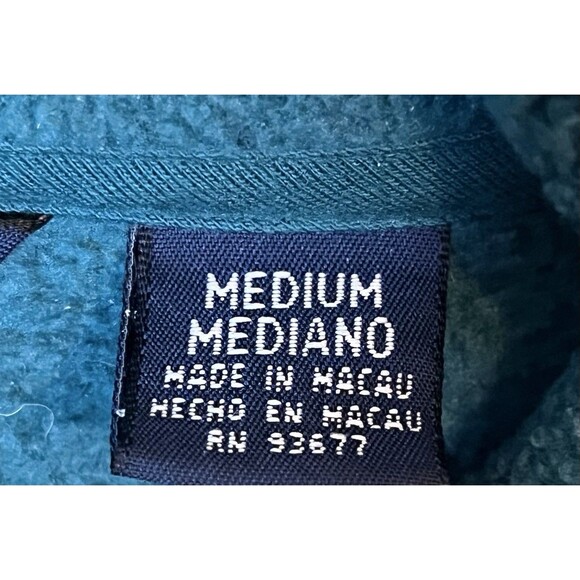 MEDIUM
MEDIANO
MADE IN MACAU
HECHO EN MACAU
RN 93677